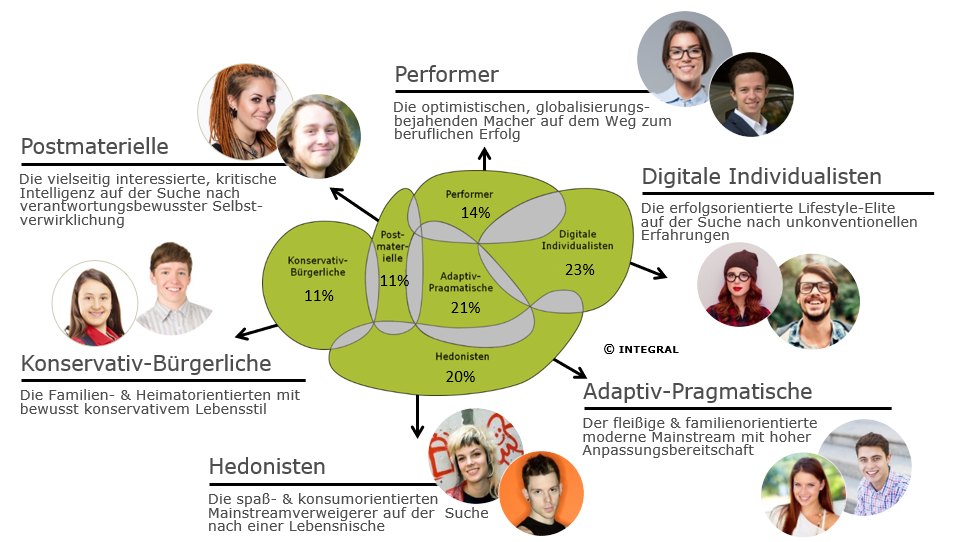 Performer
Die optimistischen, globalisierungs-
bejahenden Macher auf dem Weg zum
beruflichen Erfolg
Postmaterielle
Die vielseitig interessierte, kritische
Intelligenz auf der Suche nach
verantwortungsbewusster Selbst-
verwirklichung
Digitale Individualisten
Die erfolgsorientierte Lifestyle-Elite
auf der Suche nach unkonventionellen
Erfahrungen
Performer
14%
Post-
mater-
ielle
11%
Digitale
Individualisten
23%
Konservativ-
Bürgerliche
11%
Adaptiv-
Pragmatische
21%
Hedonisten
20%
© INTEGRAL
Konservativ-Bürgerliche
Die Familien- & Heimatorientierten mit
bewusst konservativem Lebensstil
Adaptiv-Pragmatische
Der fleißige & familienorientierte
moderne Mainstream mit hoher
Anpassungsbereitschaft
Hedonisten
Die spaß- & konsumorientierten
Mainstreamverweigerer auf der Suche
nach einer Lebensnische